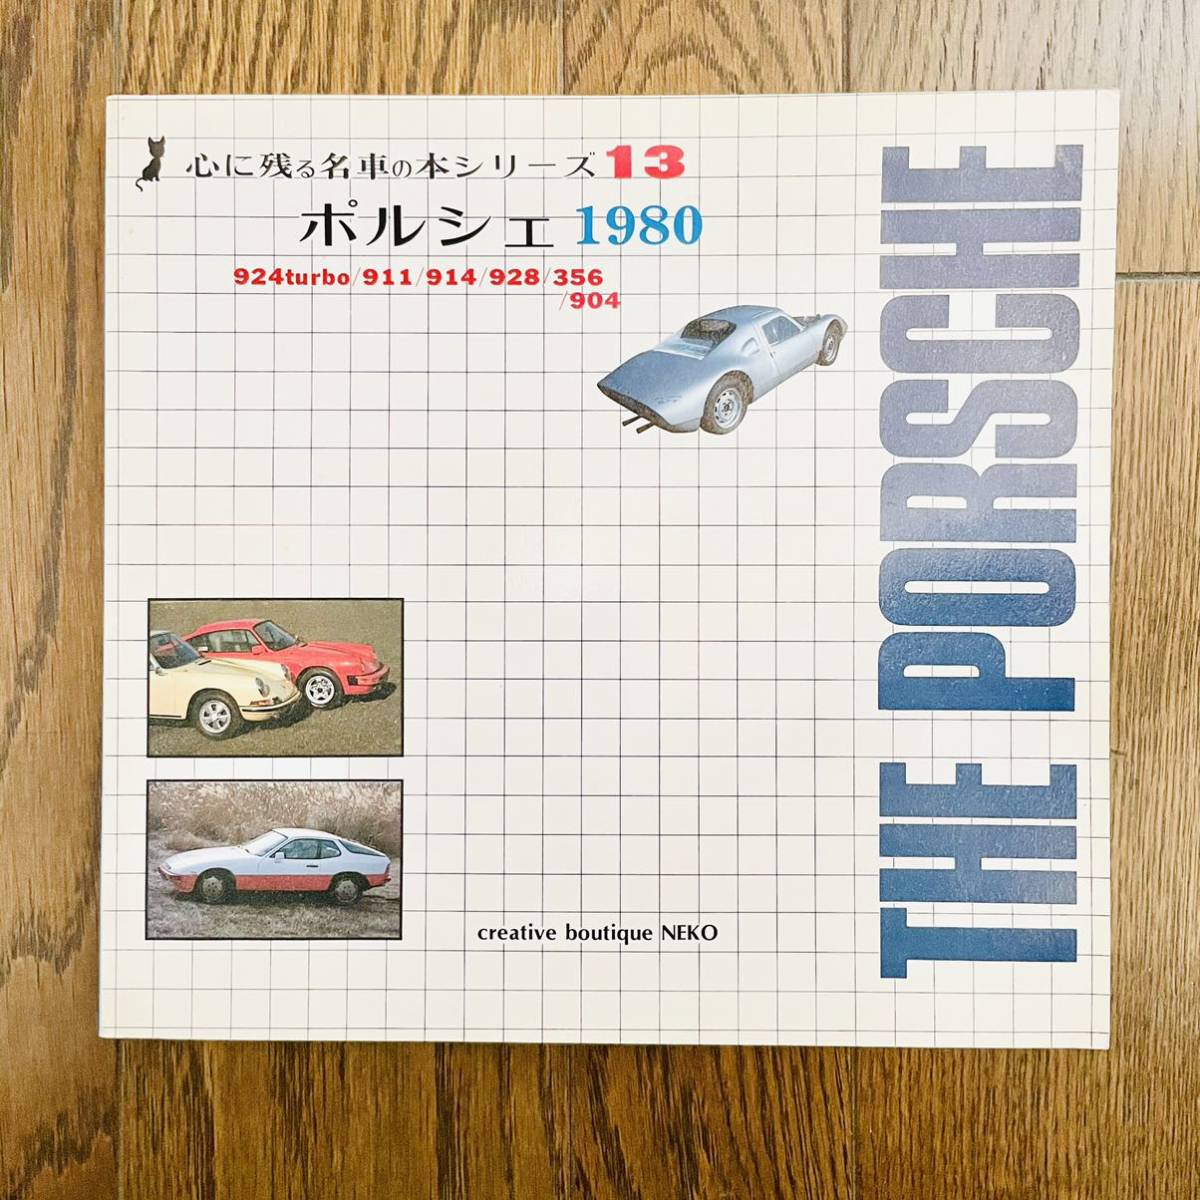 心に残る名車の本シリーズ13
ポルシェ 1980
924turbo/911/914/928/356
/904
THE PORSCHE
creative boutique NEKO